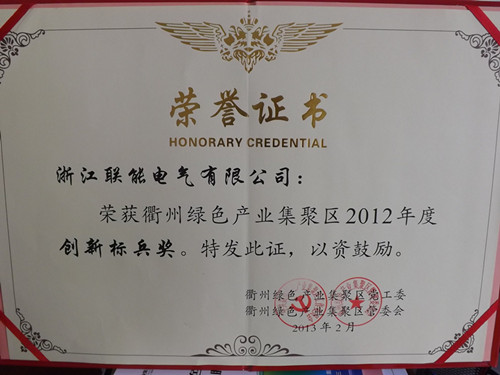 荣誉证书
HONORARY CREDENTIAL
浙江联能电气有限公司：
荣获衢州绿色产业集聚区2012年度
创新标兵奖。特发此证，以资鼓励。
衢州绿色产业集聚区党工委
衢州绿色产业集聚区管委会
2013年2月